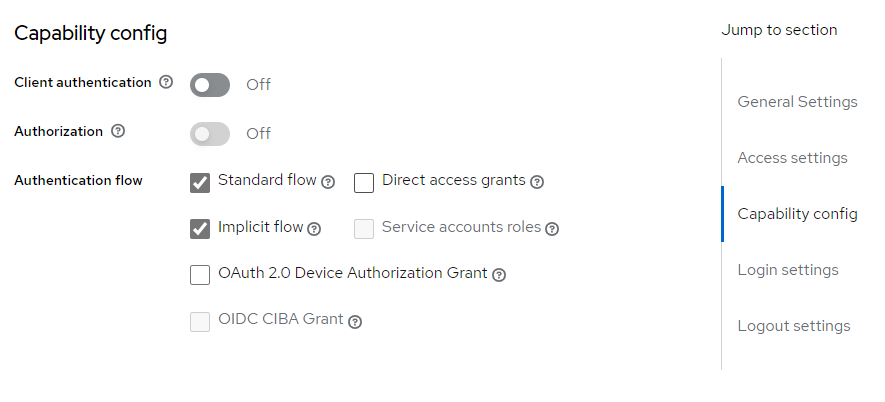 Capability config
Jump to section
Client authentication
Off
General Settings
Authorization
Off
Access settings
Authentication flow
Standard flow
Direct access grants
Capability config
Implicit flow
Service accounts roles
OAuth 2.0 Device Authorization Grant
Login settings
OIDC CIBA Grant
Logout settings